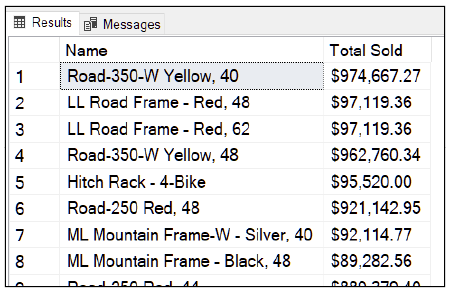 Results Messages
Name Total Sold
1 Road-350-W Yellow, 40 $974,667.27
2 LL Road Frame - Red, 48 $97,119.36
3 LL Road Frame - Red, 62 $97,119.36
4 Road-350-W Yellow, 48 $962,760.34
5 Hitch Rack - 4-Bike $95,520.00
6 Road-250 Red, 48 $921,142.95
7 ML Mountain Frame-W - Silver, 40 $92,114.77
8 ML Mountain Frame - Black, 48 $89,282.56